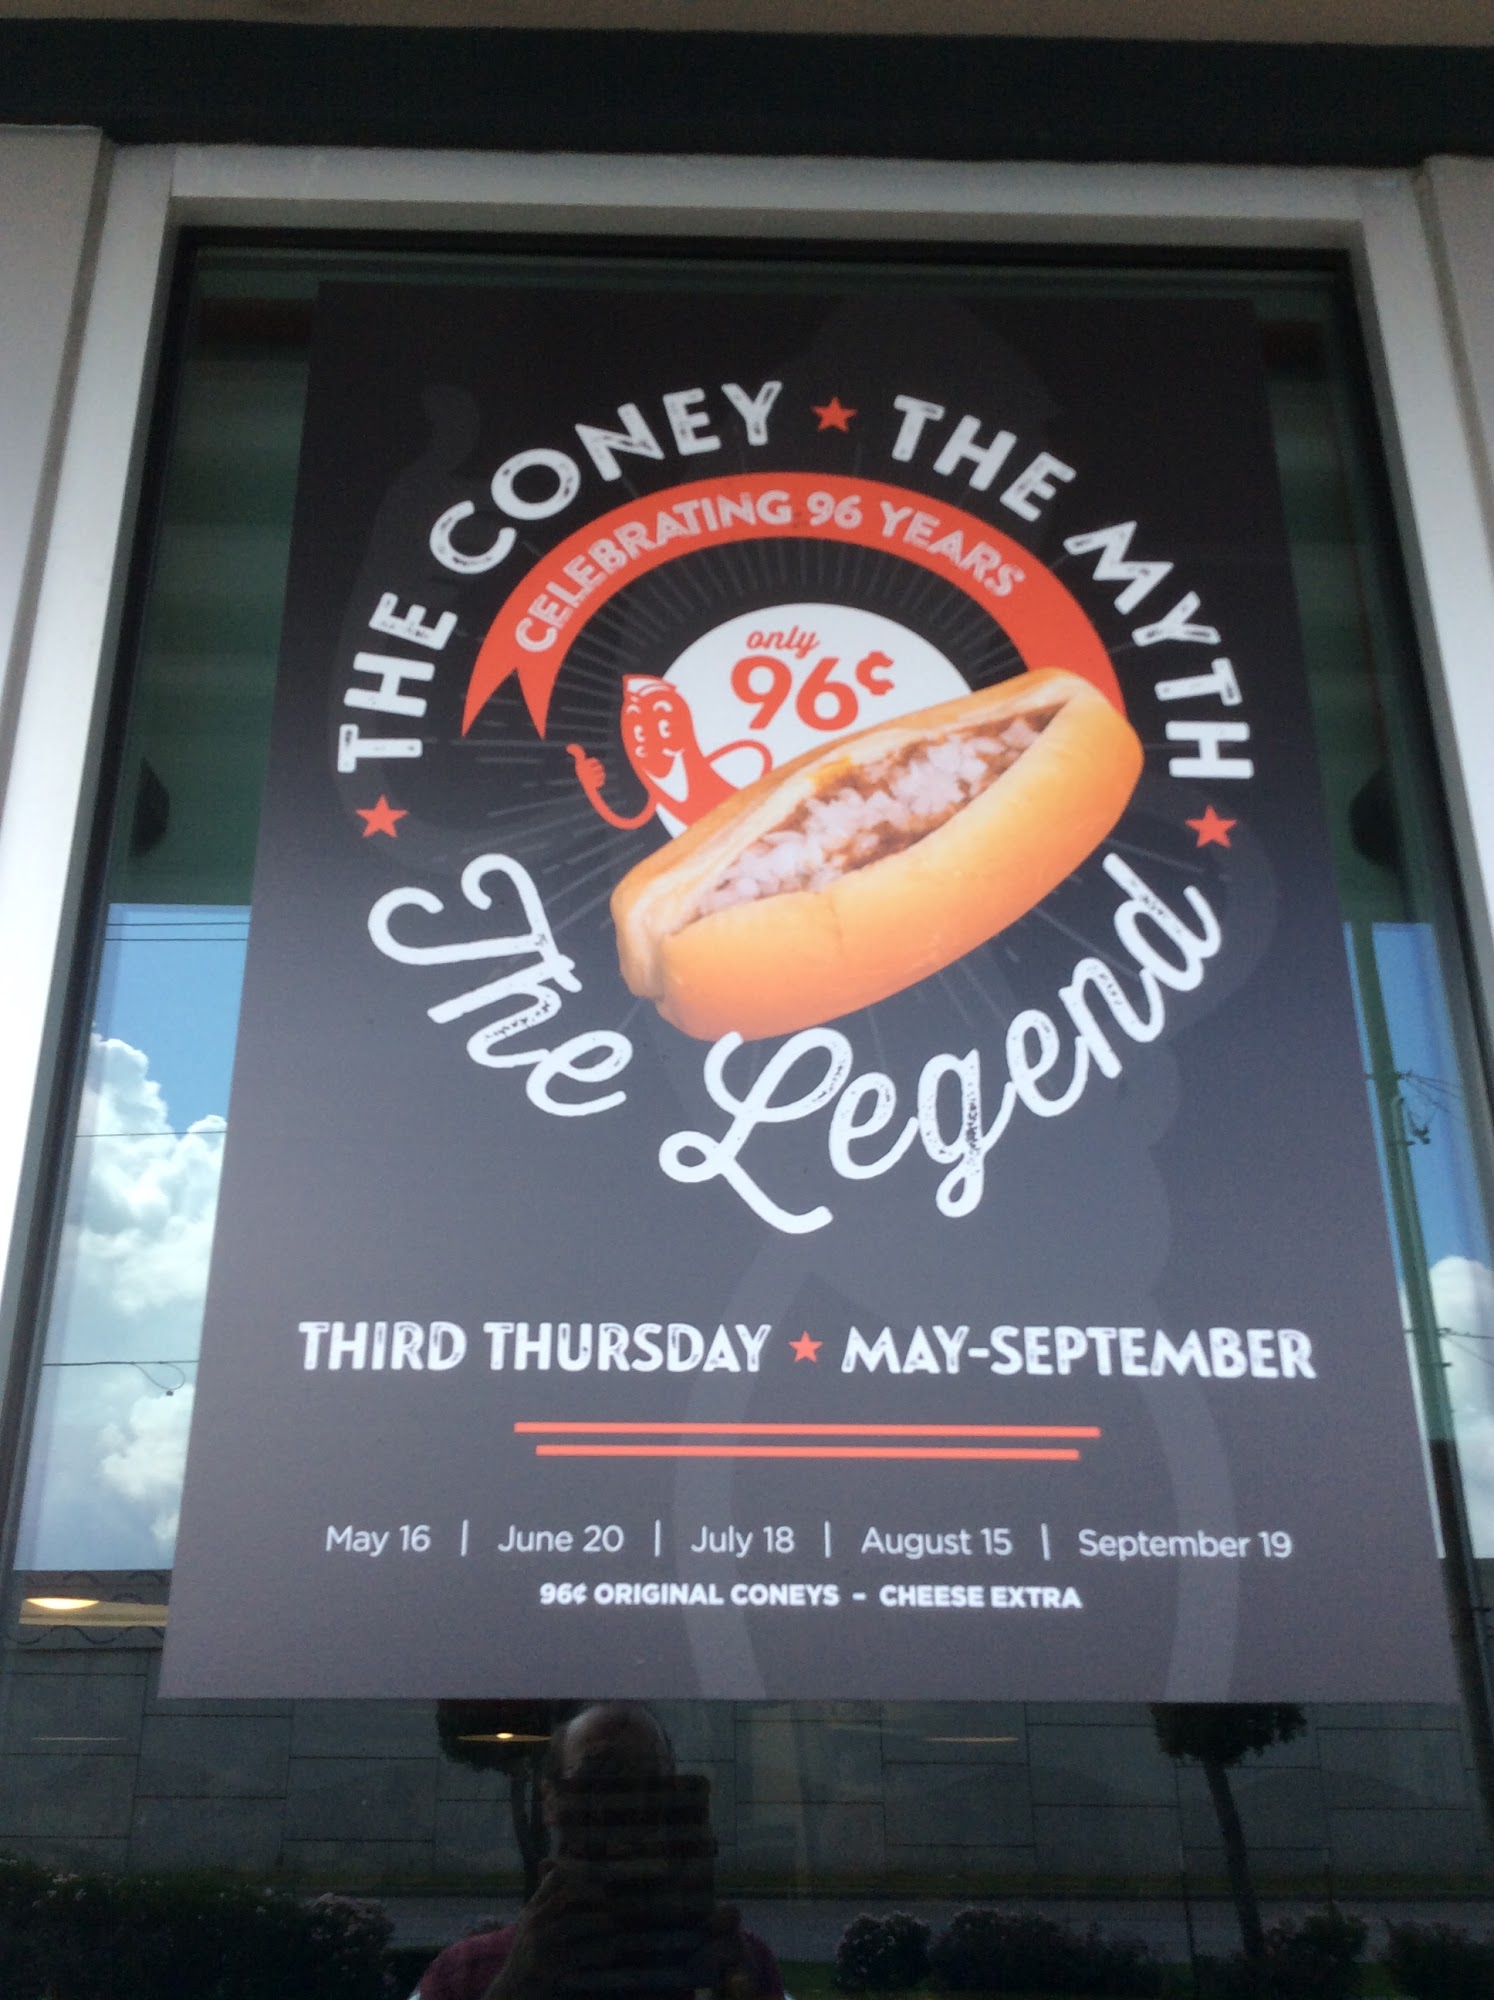 THE CONEY ★ THE MYTH
CELEBRATING 96 YEARS
only
96¢
★ The Legend ★
THIRD THURSDAY ★ MAY-SEPTEMBER
May 16 | June 20 | July 18 | August 15 | September 19
96¢ ORIGINAL CONEYS - CHEESE EXTRA